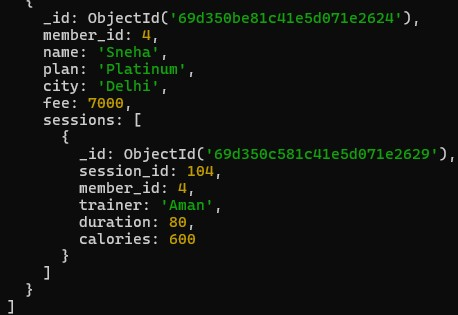 {
_id: ObjectId('69d350be81c41e5d071e2624'),
member_id: 4,
name: 'Sneha',
plan: 'Platinum',
city: 'Delhi',
fee: 7000,
sessions: [
{
_id: ObjectId('69d350c581c41e5d071e2629'),
session_id: 104,
member_id: 4,
trainer: 'Aman',
duration: 80,
calories: 600
}
]
}
]